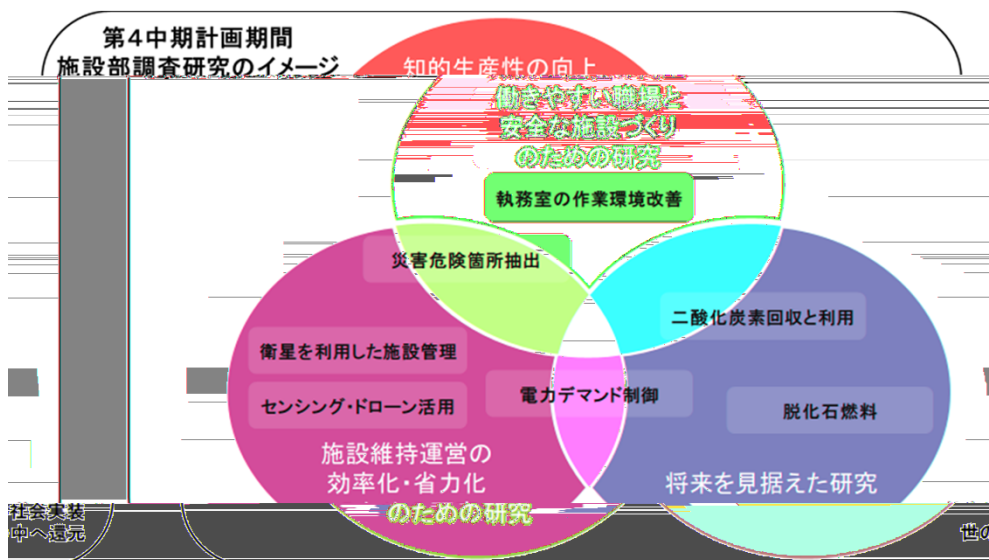 第4中期計画期間
施設部調査研究のイメージ
知的生産性の向上
働きやすい職場と
安全な施設づくり
のための研究
執務室の作業環境改善
災害危険箇所抽出
二酸化炭素回収と利用
衛星を利用した施設管理
電力デマンド制御
センシング・ドローン活用
脱化石燃料
施設維持運営の
効率化・省力化
のための研究
将来を見据えた研究
社会実装
中へ還元
世の